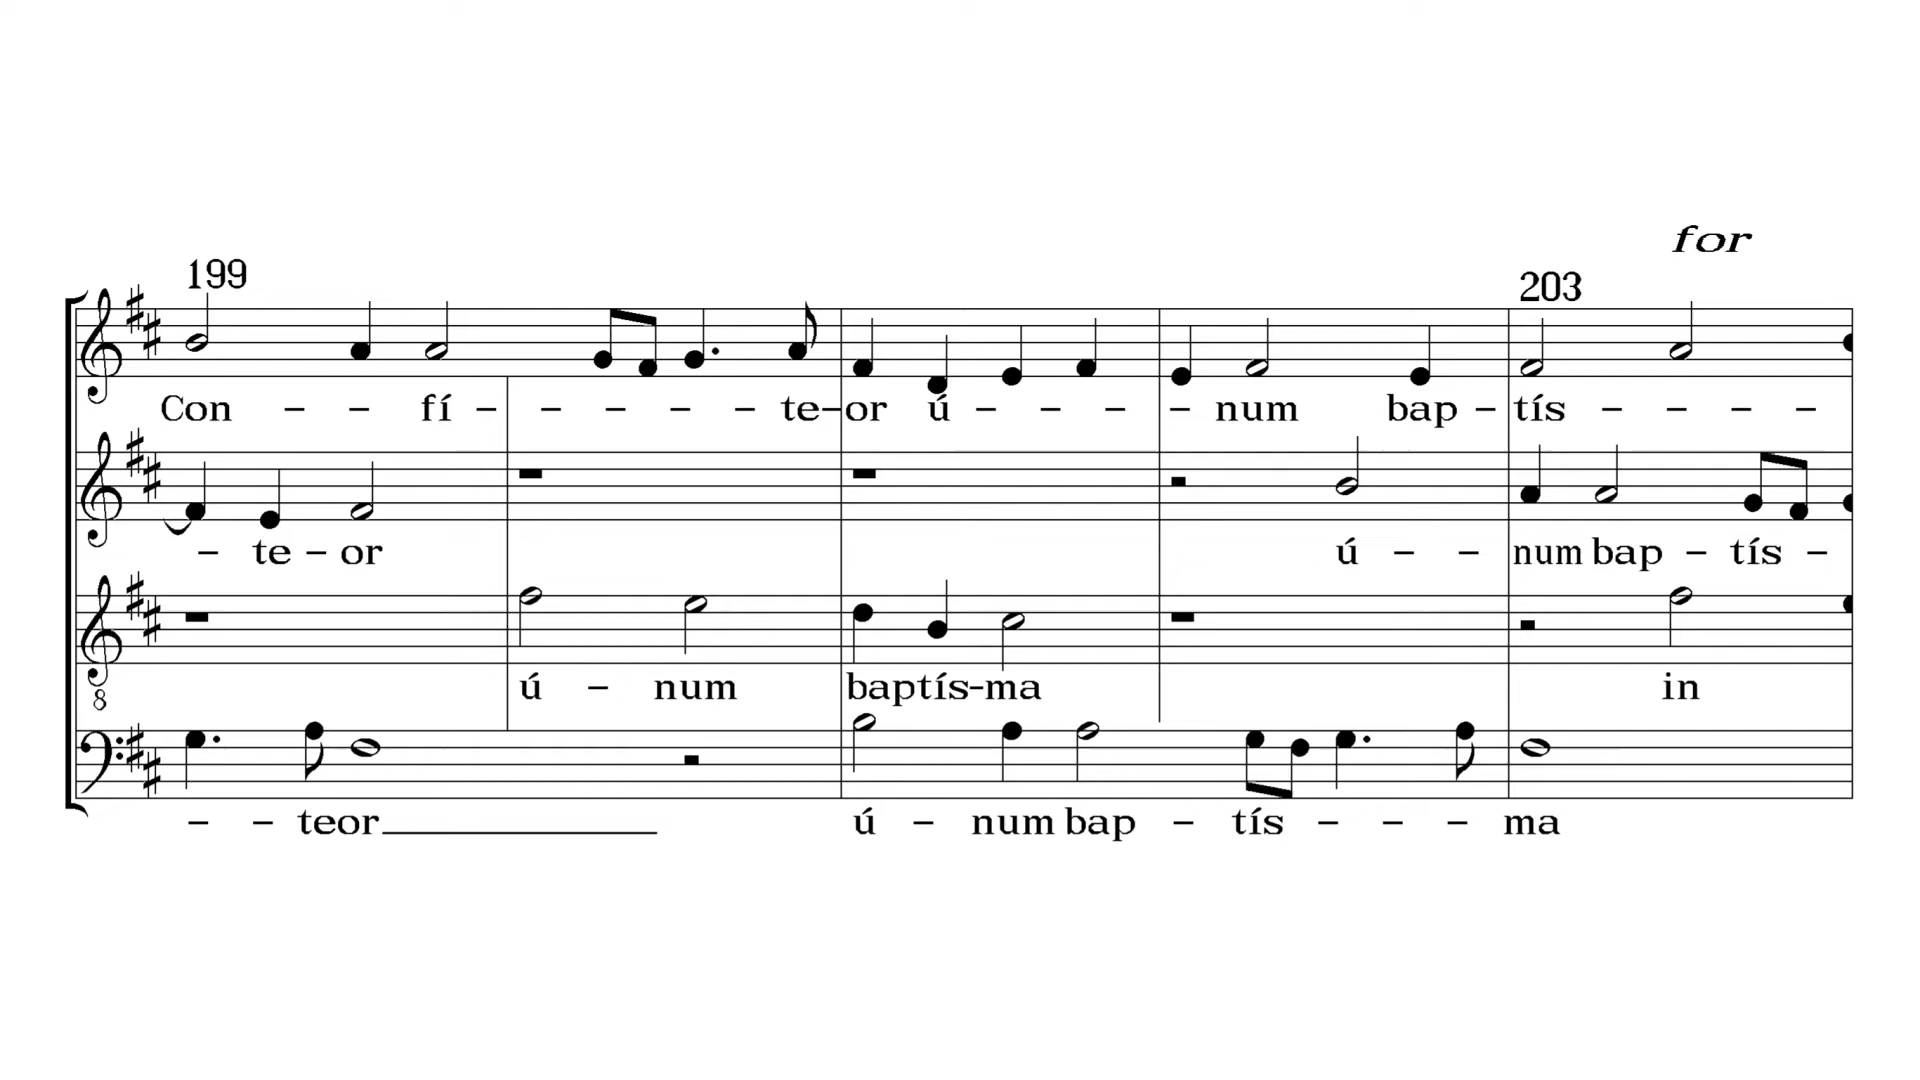 for
199 203
Con - - fí - - - - - te-or ú - - - - num bap - tís - - - -
- te - or ú - - num bap - tís -
8
ú - num baptís-ma in
- - teor ú - num bap - tís - - - ma